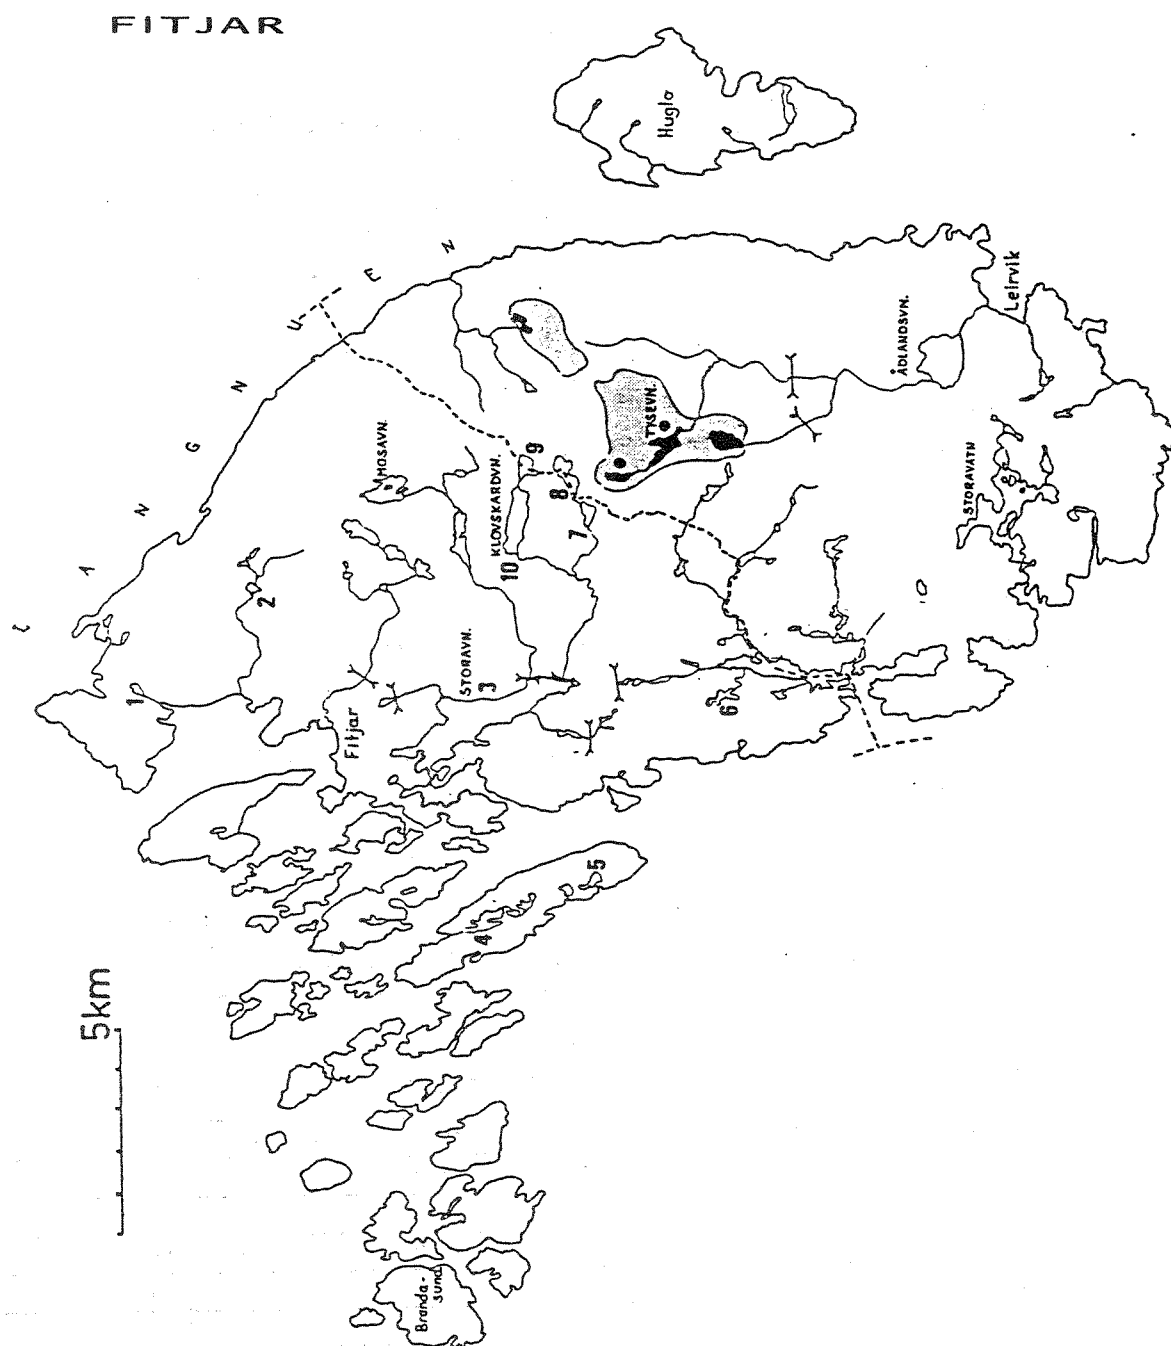 FITJAR
Huglo
L
A
N
G
E
N
U
N
MOSAVN.
KLOVSKARDVN.
TYSEVN.
ÅDLANDSVN.
Leirvik
STORAVATN
STORAVN.
Fitjar
1
2
3
4
5
6
7
8
9
10
5km
Branda-
sund